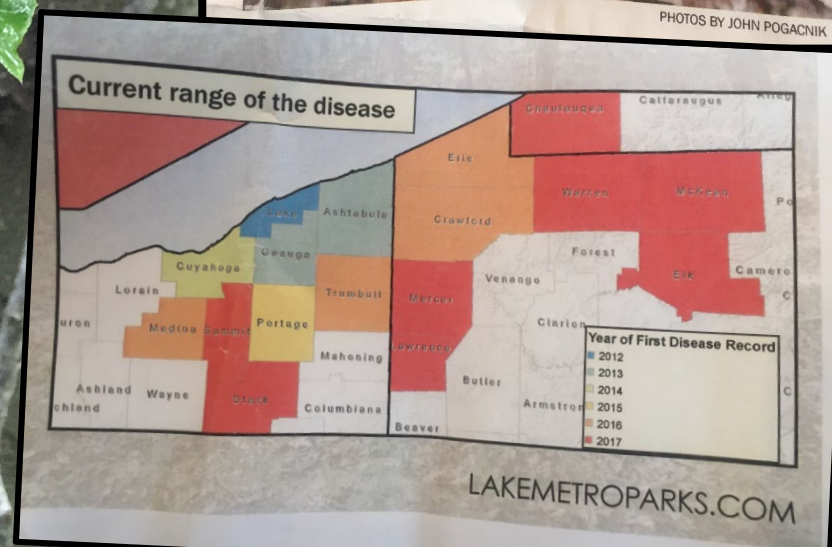 PHOTOS BY JOHN POGACNIK
Current range of the disease
Chautauqua
Cattaraugus
Erie
Warren
McKean
Lake
Ashtabula
Crawford
Geauga
Forest
Cuyahoga
Elk
Venango
Lorain
Trumbull
Mercer
Medina
Summit
Portage
Clarion
Lawrence
Mahoning
Butler
Ashland
Wayne
Stark
Columbiana
Beaver
Year of First Disease Record
2012
2013
2014
2015
2016
2017
LAKEMETROPARKS.COM